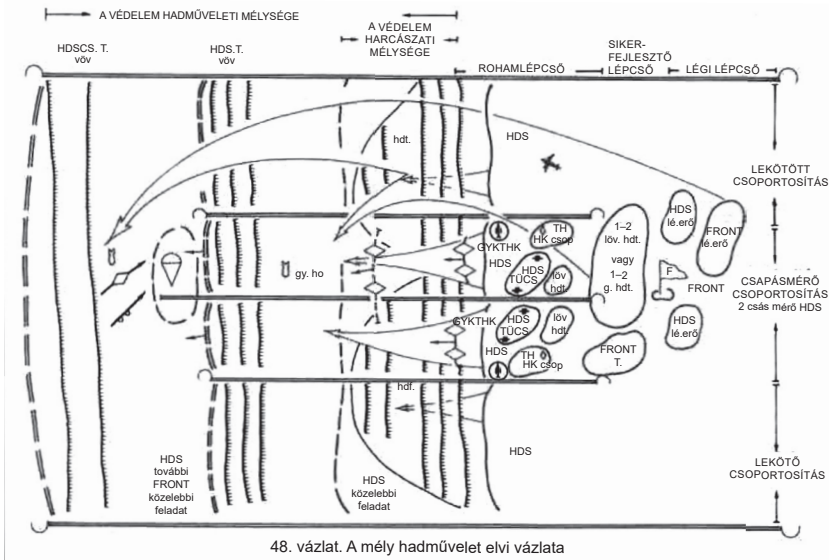 A VÉDELEM HADMŰVELETI MÉLYSÉGE
A VÉDELEM
HARCÁSZATI
MÉLYSÉGE
HDSCS. T.
vöv
HDS.T.
vöv
ROHAMLÉPCSŐ
SIKER-
FEJLESZTŐ
LÉPCSŐ
LÉGI LÉPCSŐ
hdt.
HDS
LEKÖTÖTT
CSOPORTOSÍTÁS
GYKTHK
HDS
TH
HK csop
HDS
TÜCS
löv
hdt.
1–2
löv. hdt.
vagy
1–2
g. hdt.
HDS
lé.erő
FRONT
lé.erő
F
FRONT
gy. ho
CSAPÁSMÉRŐ
CSOPORTOSÍTÁS
2 csás mérő HDS
GYKTHK
HDS
HDS
TÜCS
löv
hdt.
TH
HK csop
FRONT
T.
HDS
lé.erő
hdf.
HDS
HDS
további
FRONT
közelebbi
feladat
HDS
közelebbi
feladat
LEKÖTŐ
CSOPORTOSÍTÁS
48. vázlat. A mély hadművelet elvi vázlata